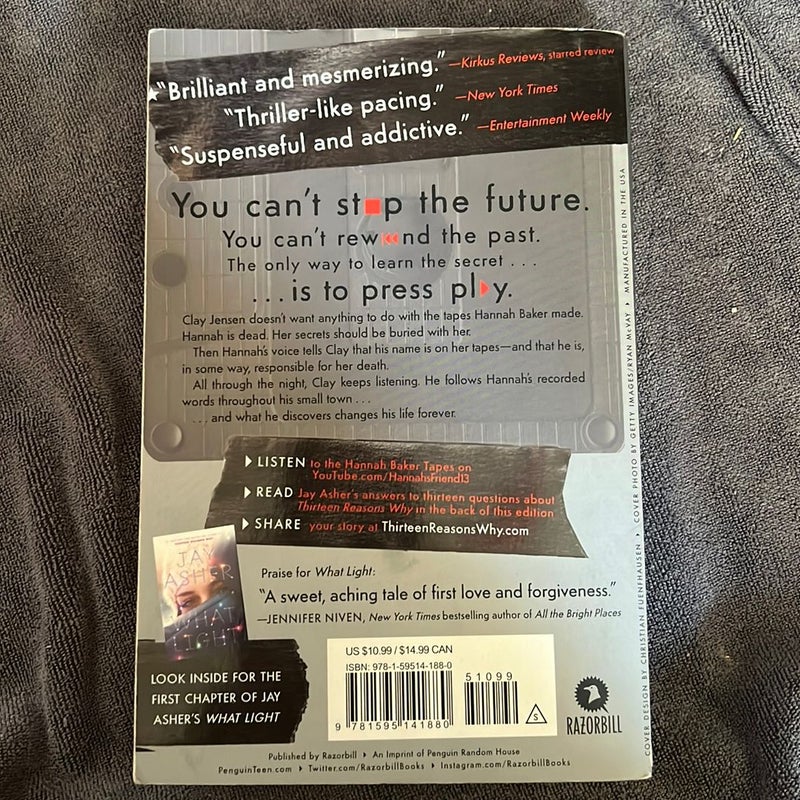 ★“Brilliant and mesmerizing.” —Kirkus Reviews, starred review
“Thriller-like pacing.” —New York Times
“Suspenseful and addictive.” —Entertainment Weekly
You can’t st■p the future.
You can’t rew◀◀nd the past.
The only way to learn the secret . . .
. . . is to press pl▶y.
Clay Jensen doesn’t want anything to do with the tapes Hannah Baker made.
Hannah is dead. Her secrets should be buried with her.
Then Hannah’s voice tells Clay that his name is on her tapes—and that he is,
in some way, responsible for her death.
All through the night, Clay keeps listening. He follows Hannah’s recorded
words throughout his small town . . .
. . . and what he discovers changes his life forever.
▶ LISTEN to the Hannah Baker Tapes on
YouTube.com/HannahsFriend13
▶ READ Jay Asher’s answers to thirteen questions about
Thirteen Reasons Why in the back of this edition
▶ SHARE your story at ThirteenReasonsWhy.com
JAY
ASHER
WHAT
LIGHT
Praise for What Light:
“A sweet, aching tale of first love and forgiveness.”
—JENNIFER NIVEN, New York Times bestselling author of All the Bright Places
LOOK INSIDE FOR THE
FIRST CHAPTER OF JAY
ASHER’S WHAT LIGHT
US $10.99 / $14.99 CAN
ISBN: 978-1-59514-188-0
51099
9 781595 141880
S
RAZORBILL
Published by Razorbill ▶ An Imprint of Penguin Random House
PenguinTeen.com ▶ Twitter.com/RazorbillBooks ▶ Instagram.com/RazorbillBooks
COVER DESIGN BY CHRISTIAN FUENFHAUSEN ▶ COVER PHOTO BY GETTY IMAGES/RYAN McVAY ▶ MANUFACTURED IN THE USA